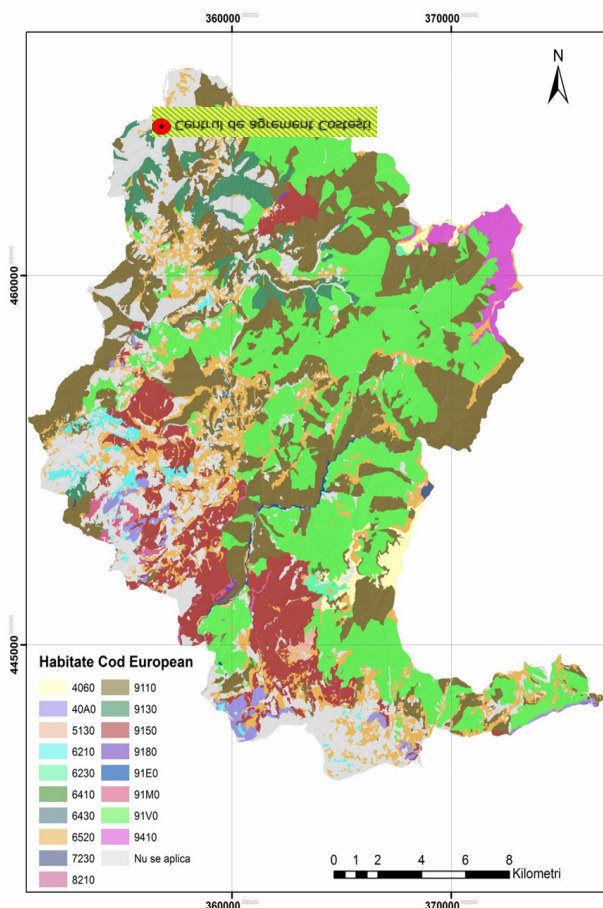 360000 370000
N
Centrul de agrement Costești
460000
460000
445000
445000
Habitate Cod European
4060 9110
40A0 9130
5130 9150
6210 9180
6230 91E0
6410 91M0
6430 91V0
6520 9410
7230 Nu se aplica
8210
0 1 2 4 6 8
Kilometri
360000 370000